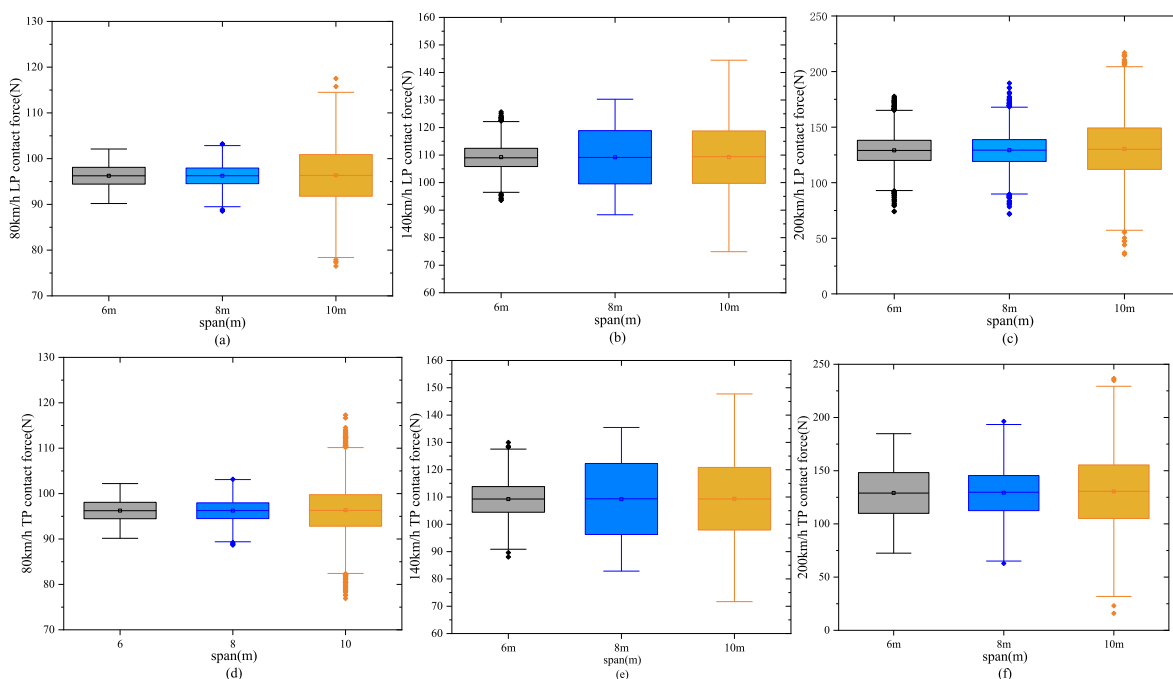 80km/h LP contact force(N)
130
120
110
100
90
80
70
6m
8m
10m
span(m)
(a)
140km/h LP contact force(N)
160
150
140
130
120
110
100
90
80
70
60
6m
8m
10m
span(m)
(b)
200km/h LP contact force(N)
250
200
150
100
50
0
6m
8m
10m
span(m)
(c)
80km/h TP contact force(N)
130
120
110
100
90
80
70
6
8
10
span(m)
(d)
140km/h TP contact force(N)
160
150
140
130
120
110
100
90
80
70
60
6m
8m
10m
span(m)
(e)
200km/h TP contact force(N)
250
200
150
100
50
0
6m
8m
10m
span(m)
(f)